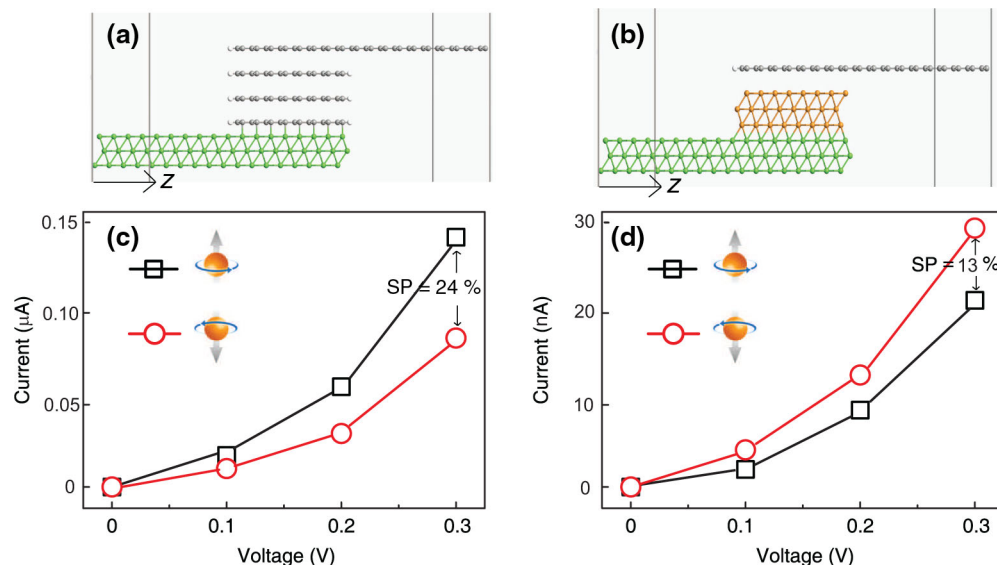 (a)
z
(b)
z
(c)
0.15
0.10
0.05
0
Current (μA)
SP = 24 %
0 0.1 0.2 0.3
Voltage (V)
(d)
30
20
10
0
Current (nA)
SP = 13 %
0 0.1 0.2 0.3
Voltage (V)